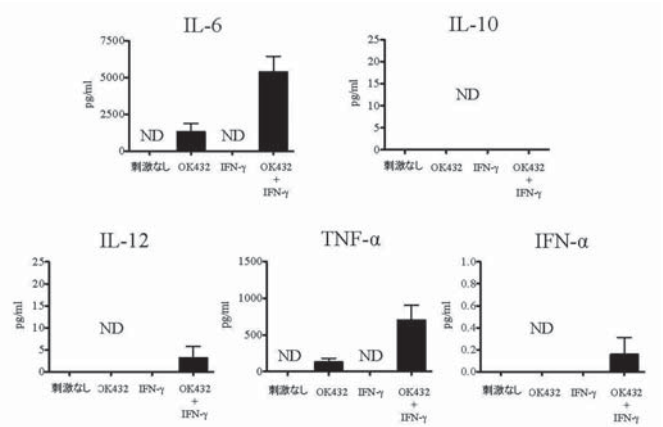 IL-6
7500
5000
2500
0
pg/ml
ND
ND
刺激なし OK432 IFN-γ OK432
+
IFN-γ
IL-10
25
20
15
10
5
0
pg/ml
ND
刺激なし OK432 IFN-γ OK432
+
IFN-γ
IL-12
25
20
15
10
5
0
pg/ml
ND
刺激なし OK432 IFN-γ OK432
+
IFN-γ
TNF-α
1500
1000
500
0
pg/ml
ND
ND
刺激なし OK432 IFN-γ OK432
+
IFN-γ
IFN-α
1.0
0.8
0.6
0.4
0.2
0.0
pg/ml
ND
刺激なし OK432 IFN-γ OK432
+
IFN-γ